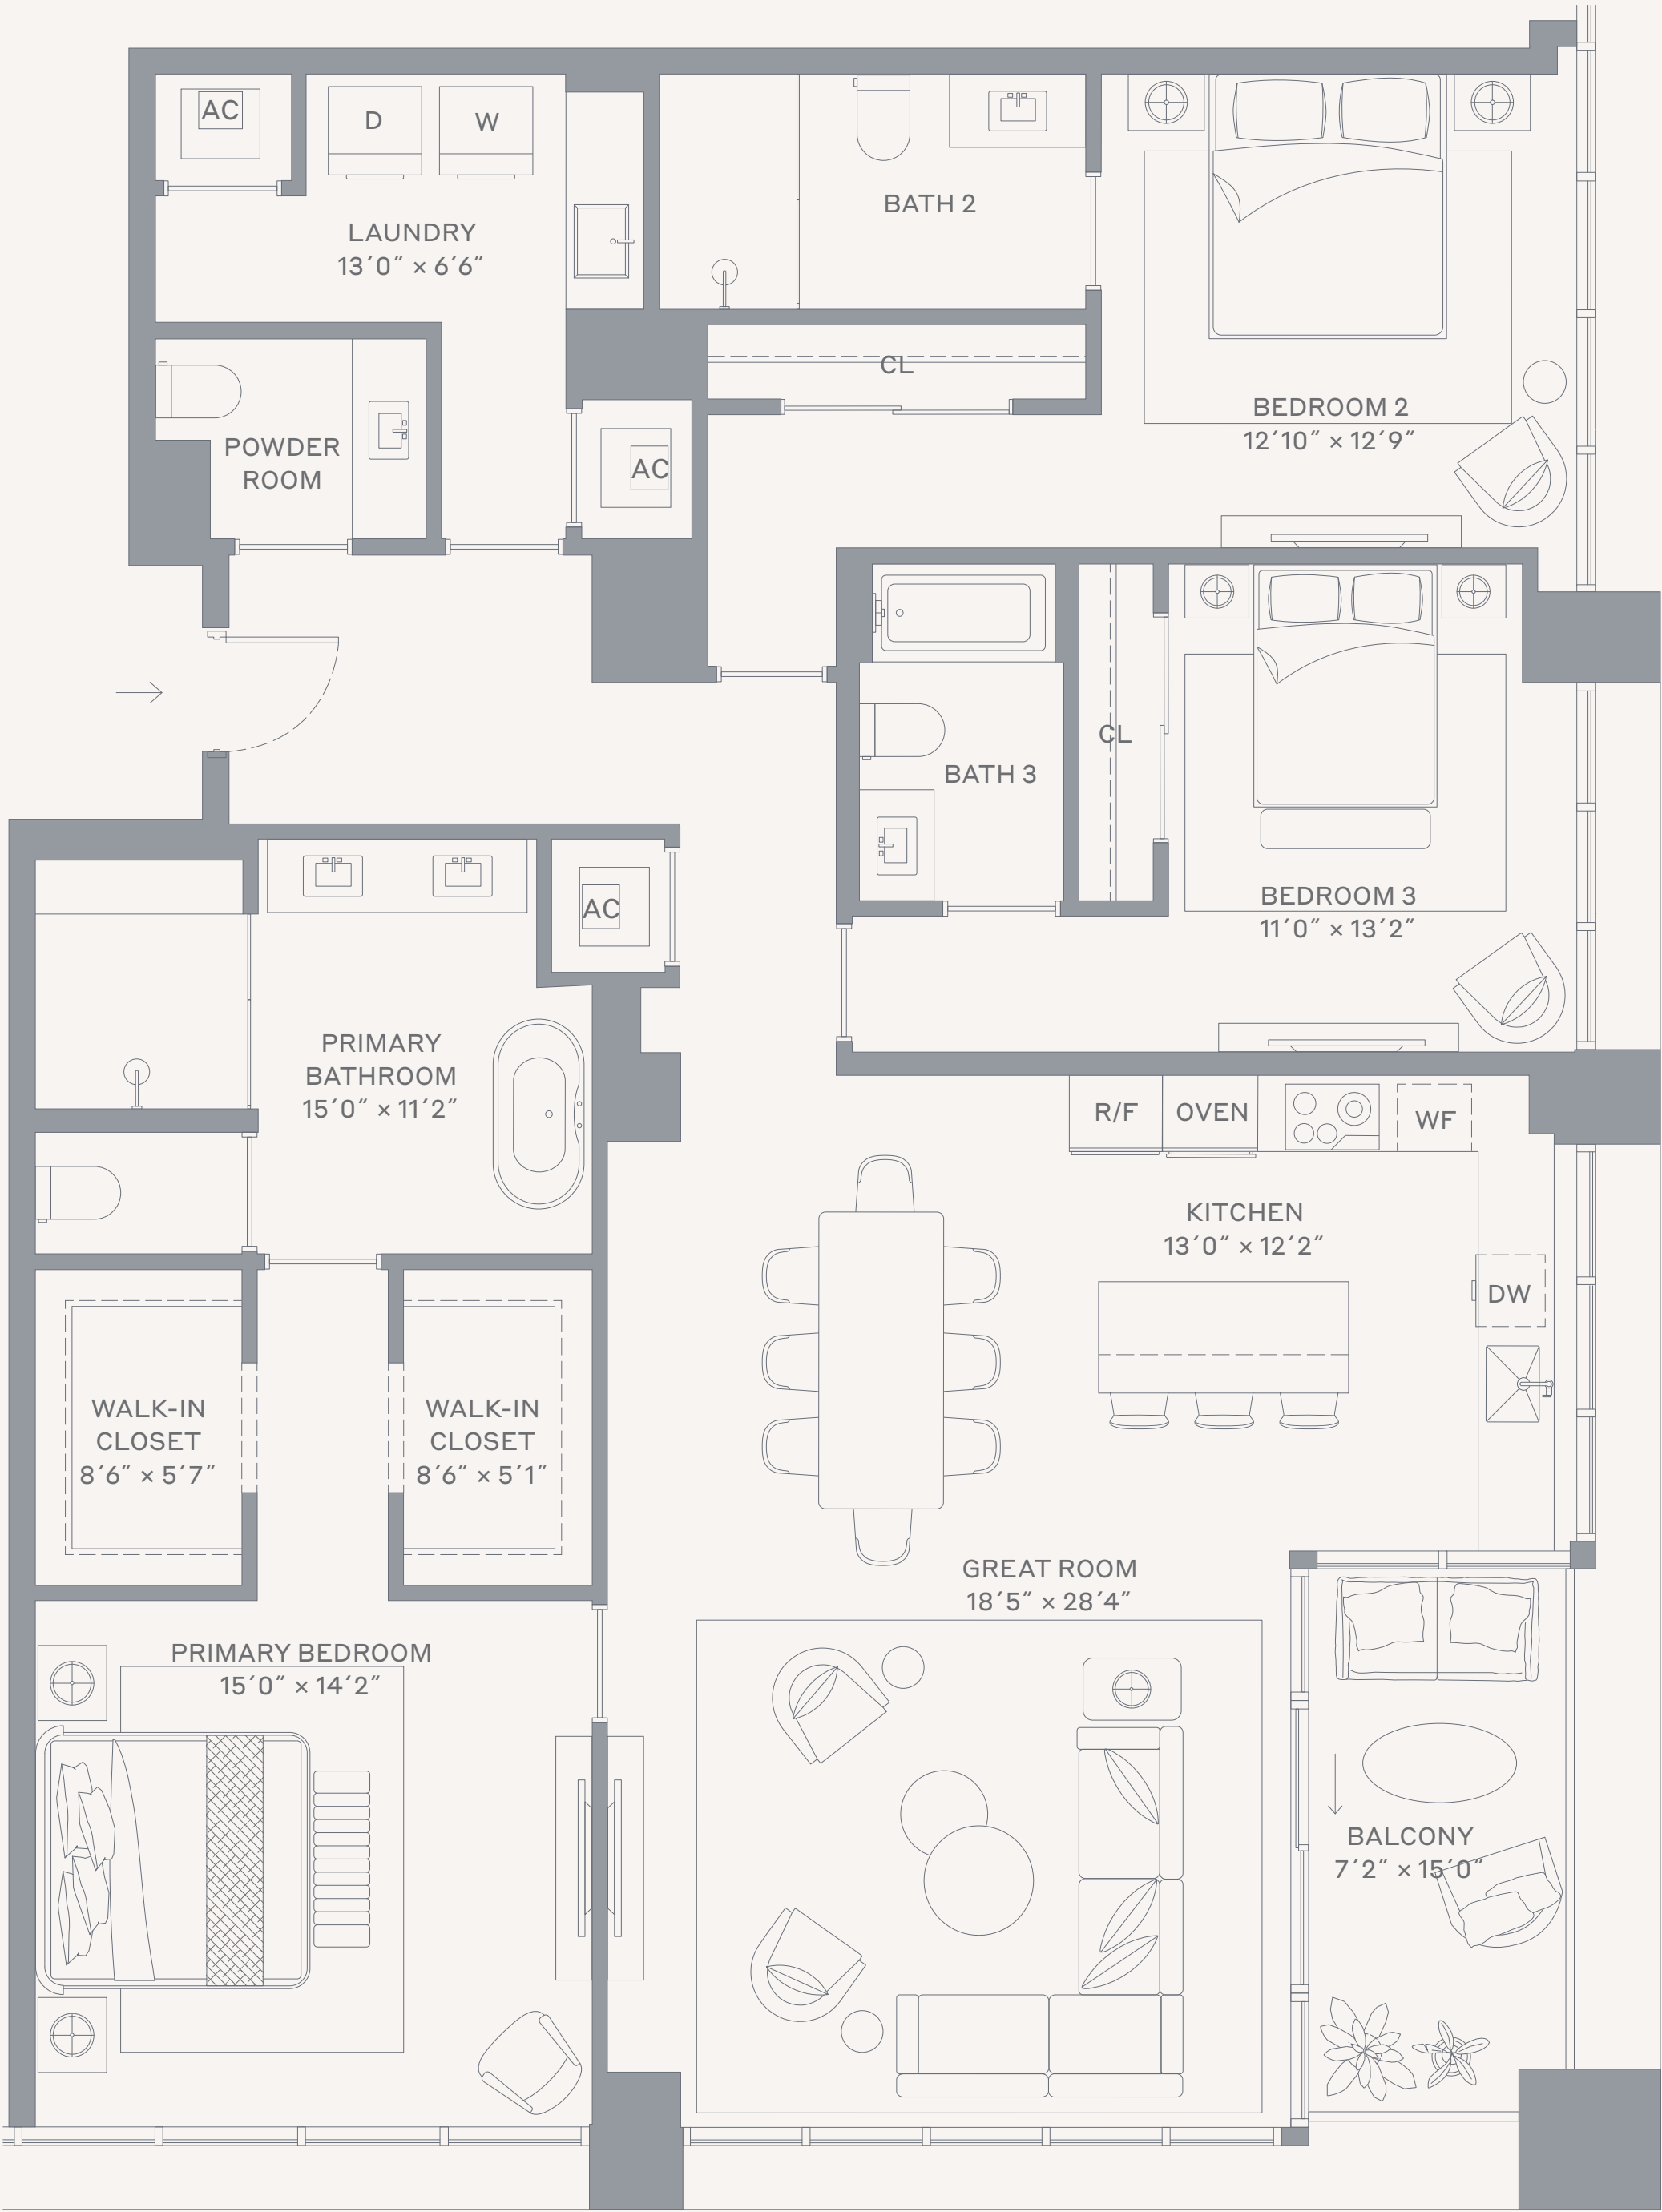 AC
D
W
LAUNDRY
13′0″ × 6′6″
BATH 2
CL
BEDROOM 2
12′10″ × 12′9″
POWDER
ROOM
AC
CL
BATH 3
BEDROOM 3
11′0″ × 13′2″
AC
PRIMARY
BATHROOM
15′0″ × 11′2″
R/F
OVEN
WF
KITCHEN
13′0″ × 12′2″
DW
WALK-IN
CLOSET
8′6″ × 5′7″
WALK-IN
CLOSET
8′6″ × 5′1″
GREAT ROOM
18′5″ × 28′4″
PRIMARY BEDROOM
15′0″ × 14′2″
BALCONY
7′2″ × 15′0″